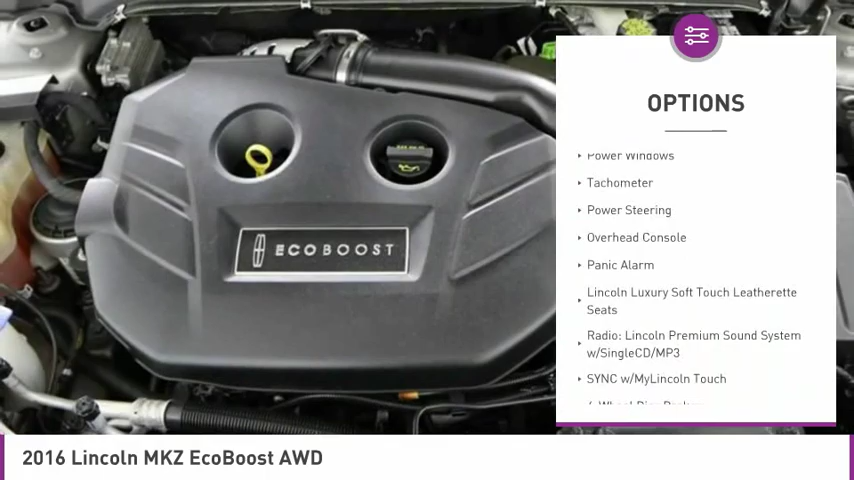 OPTIONS
Power Windows
Tachometer
Power Steering
Overhead Console
Panic Alarm
Lincoln Luxury Soft Touch Leatherette
Seats
Radio: Lincoln Premium Sound System
w/SingleCD/MP3
SYNC w/MyLincoln Touch
ECOBOOST
2016 Lincoln MKZ EcoBoost AWD